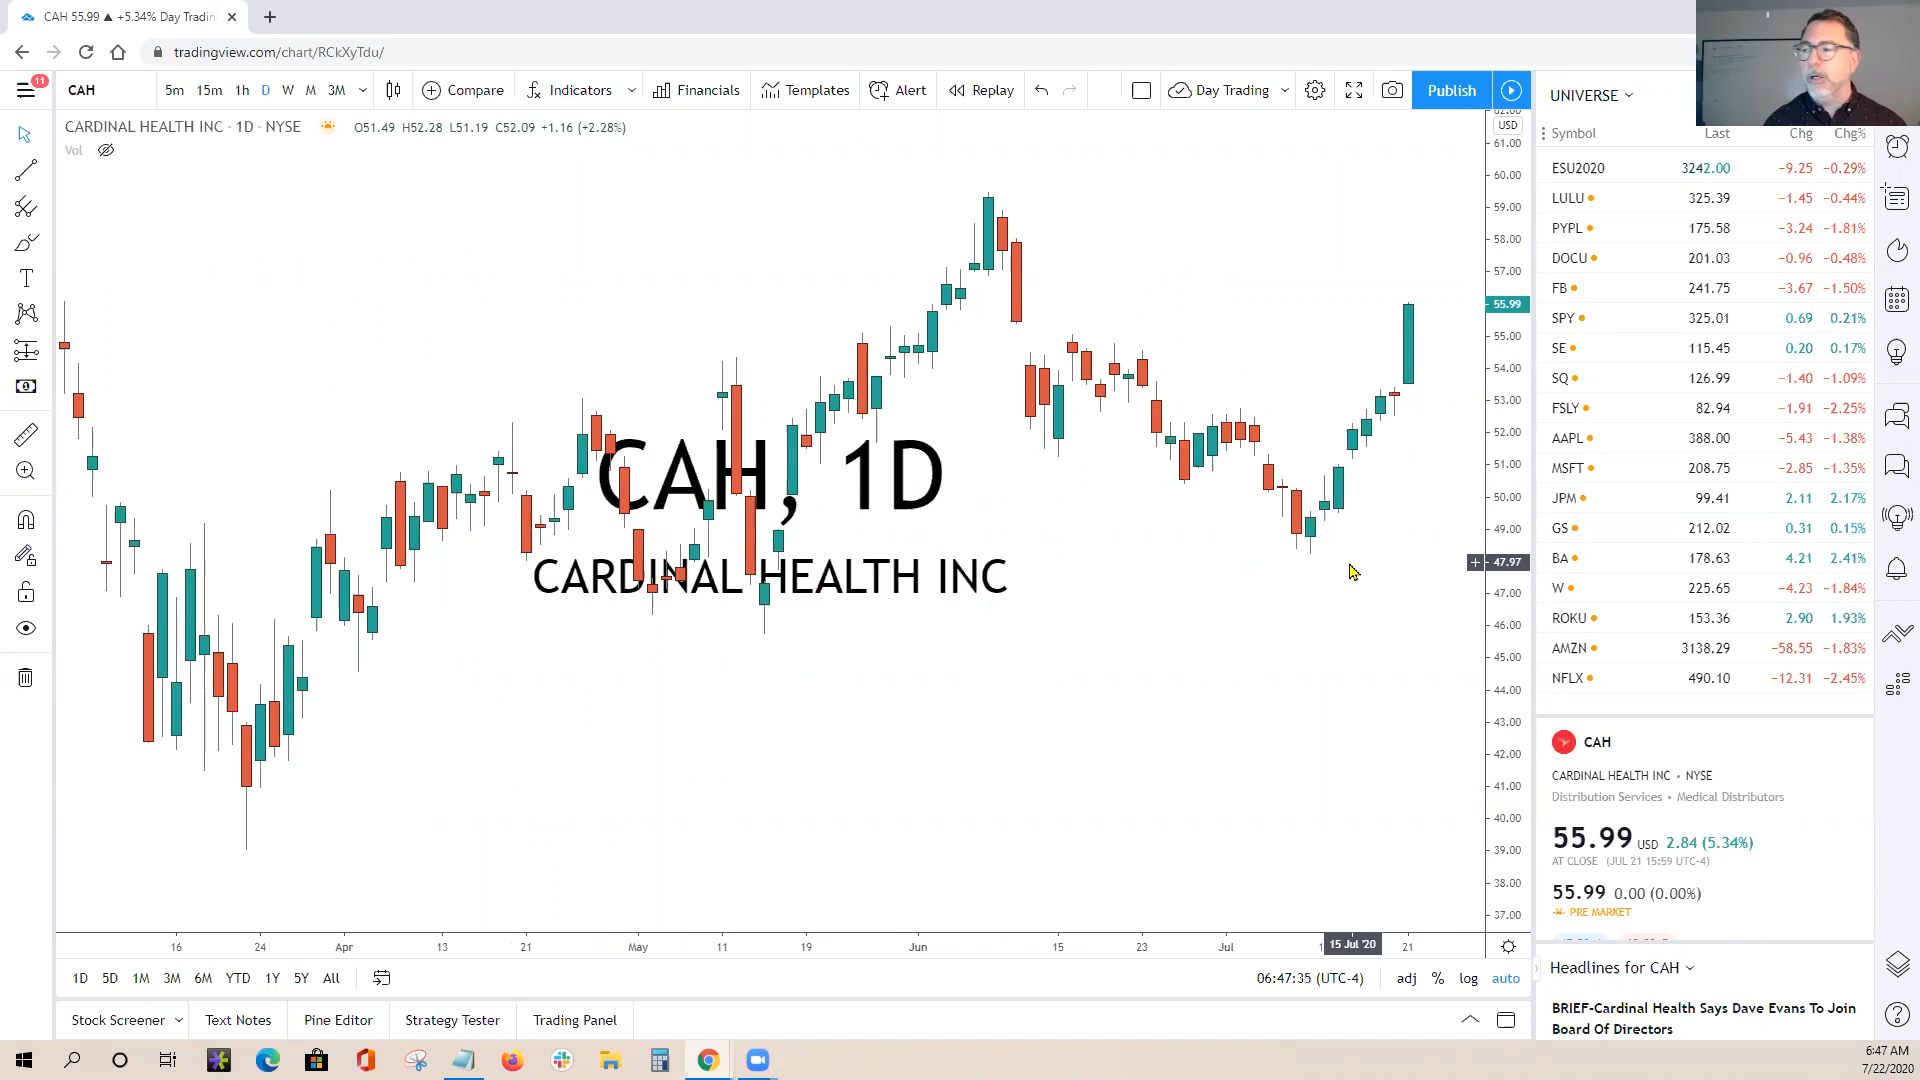 CAH 55.99 ▲ +5.34% Day Tradin
tradingview.com/chart/RCkXyTdu/
11
CAH 5m 15m 1h D W M 3M Compare Indicators Financials Templates Alert Replay Day Trading Publish
CARDINAL HEALTH INC · 1D · NYSE O51.49 H52.28 L51.19 C52.09 +1.16 (+2.28%)
Vol
CAH, 1D
CARDINAL HEALTH INC
62.00
USD
61.00
60.00
59.00
58.00
57.00
55.99
55.00
54.00
53.00
52.00
51.00
50.00
49.00
47.97
47.00
46.00
45.00
44.00
43.00
42.00
41.00
40.00
39.00
38.00
37.00
16 24 Apr 13 21 May 11 19 Jun 15 23 Jul 15 Jul '20 21
1D 5D 1M 3M 6M YTD 1Y 5Y All 06:47:35 (UTC-4) adj % log auto
Stock Screener Text Notes Pine Editor Strategy Tester Trading Panel
UNIVERSE
Symbol Last Chg Chg%
ESU2020 3242.00 −9.25 −0.29%
LULU 325.39 −1.45 −0.44%
PYPL 175.58 −3.24 −1.81%
DOCU 201.03 −0.96 −0.48%
FB 241.75 −3.67 −1.50%
SPY 325.01 0.69 0.21%
SE 115.45 0.20 0.17%
SQ 126.99 −1.40 −1.09%
FSLY 82.94 −1.91 −2.25%
AAPL 388.00 −5.43 −1.38%
MSFT 208.75 −2.85 −1.35%
JPM 99.41 2.11 2.17%
GS 212.02 0.31 0.15%
BA 178.63 4.21 2.41%
W 225.65 −4.23 −1.84%
ROKU 153.36 2.90 1.93%
AMZN 3138.29 −58.55 −1.83%
NFLX 490.10 −12.31 −2.45%
CAH
CARDINAL HEALTH INC • NYSE
Distribution Services • Medical Distributors
55.99 USD 2.84 (5.34%)
AT CLOSE (JUL 21 15:59 UTC-4)
55.99 0.00 (0.00%)
PRE MARKET
Headlines for CAH
BRIEF-Cardinal Health Says Dave Evans To Join
Board Of Directors
6:47 AM
7/22/2020